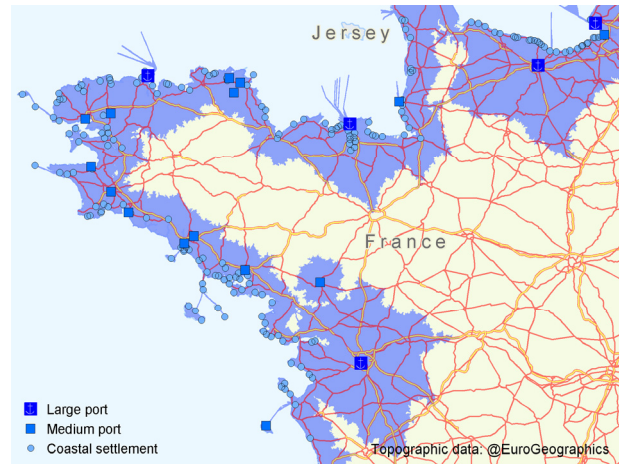 Jersey
France
Large port
Medium port
Coastal settlement
Topographic data: @EuroGeographics